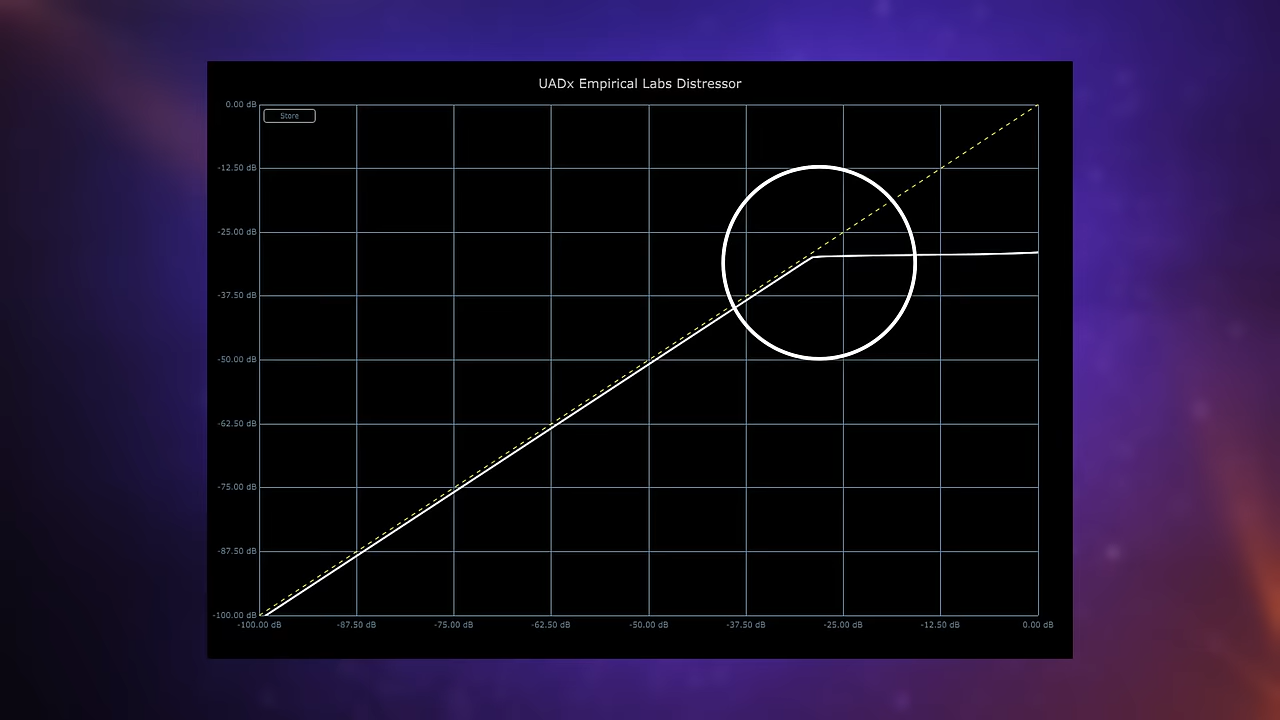 UADx Empirical Labs Distressor
0.00 dB
Store
-12.50 dB
-25.00 dB
-37.50 dB
-50.00 dB
-62.50 dB
-75.00 dB
-87.50 dB
-100.00 dB
-100.00 dB -87.50 dB -75.00 dB -62.50 dB -50.00 dB -37.50 dB -25.00 dB -12.50 dB 0.00 dB